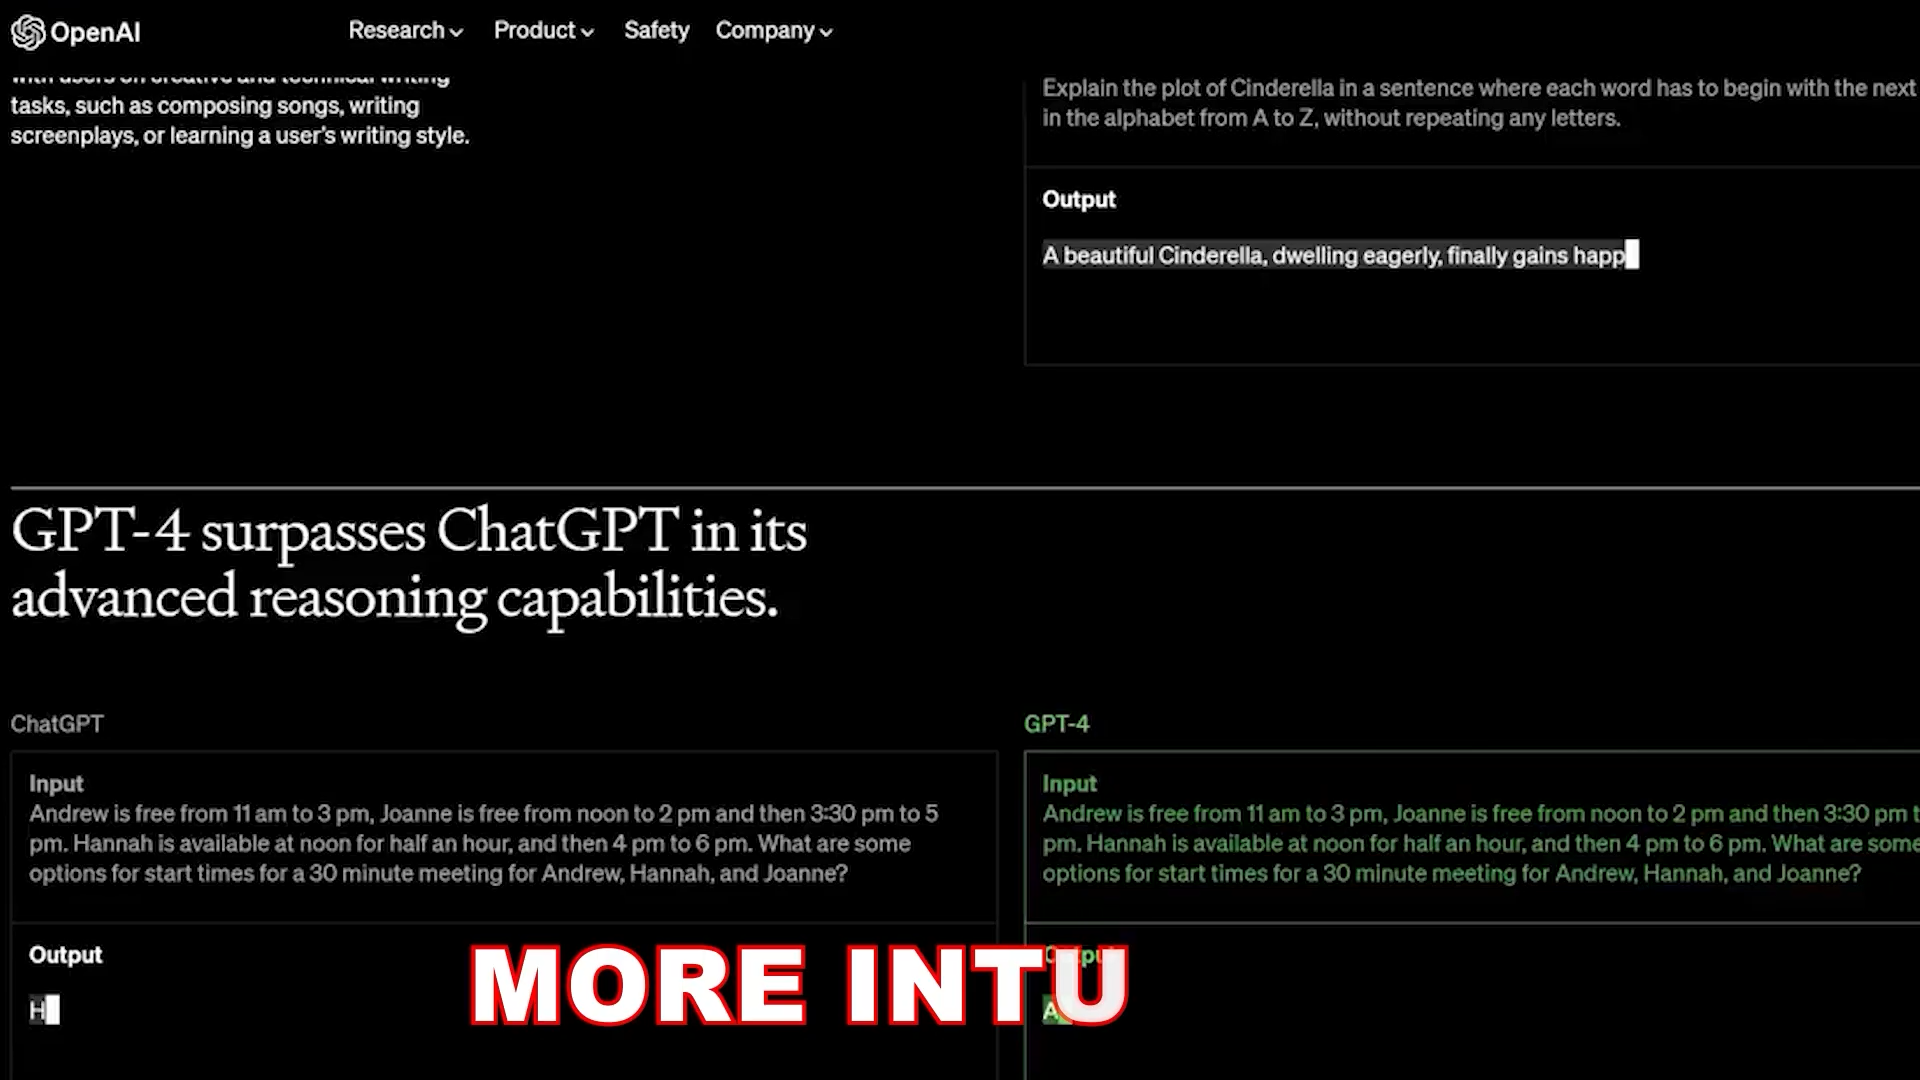 OpenAI
Research Product Safety Company
with users on creative and technical writing
tasks, such as composing songs, writing
screenplays, or learning a user's writing style.
Explain the plot of Cinderella in a sentence where each word has to begin with the next
in the alphabet from A to Z, without repeating any letters.
Output
A beautiful Cinderella, dwelling eagerly, finally gains happ
GPT-4 surpasses ChatGPT in its
advanced reasoning capabilities.
ChatGPT
Input
Andrew is free from 11 am to 3 pm, Joanne is free from noon to 2 pm and then 3:30 pm to 5
pm. Hannah is available at noon for half an hour, and then 4 pm to 6 pm. What are some
options for start times for a 30 minute meeting for Andrew, Hannah, and Joanne?
Output
H
GPT-4
Input
Andrew is free from 11 am to 3 pm, Joanne is free from noon to 2 pm and then 3:30 pm t
pm. Hannah is available at noon for half an hour, and then 4 pm to 6 pm. What are some
options for start times for a 30 minute meeting for Andrew, Hannah, and Joanne?
A
MORE INTU